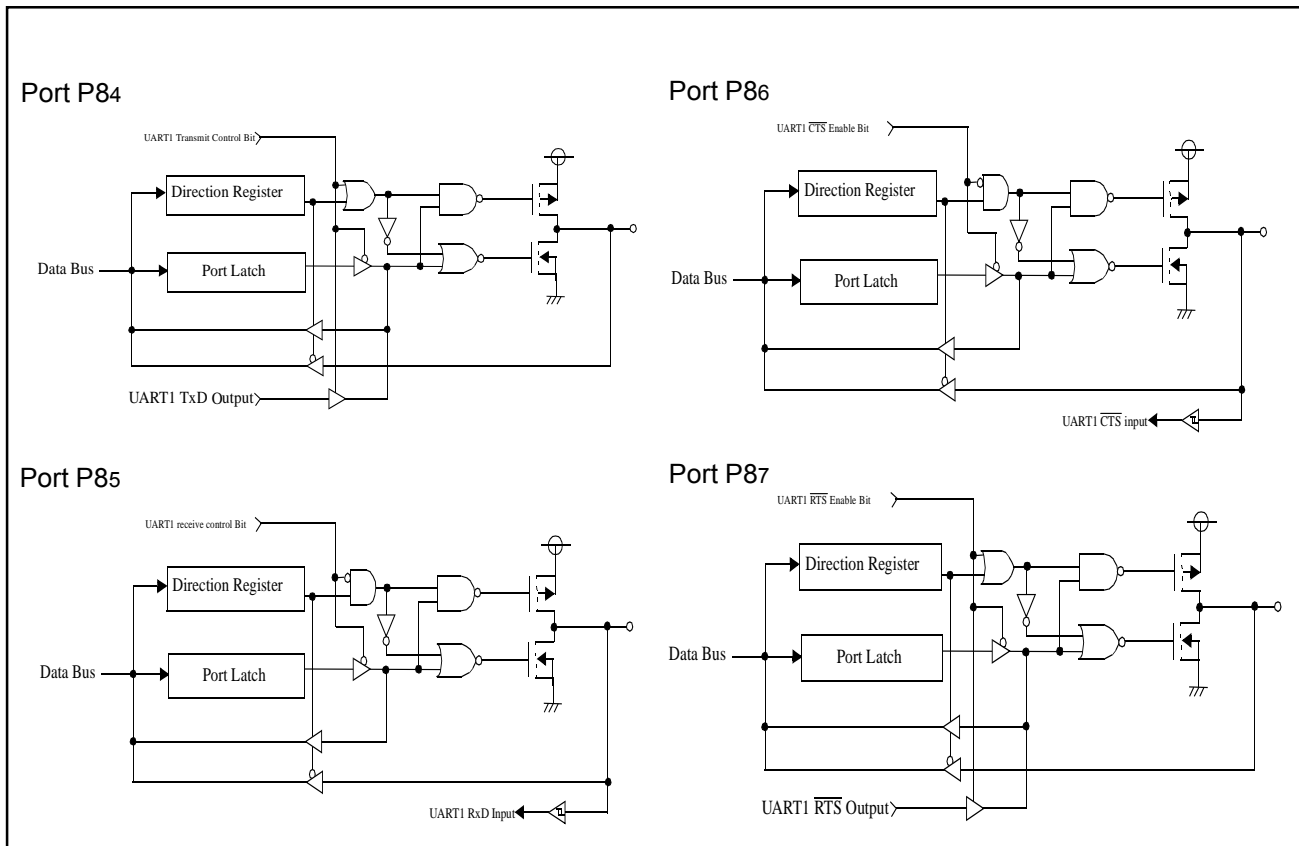 Port P84
UART1 Transmit Control Bit
Direction Register
Port Latch
Data Bus
UART1 TxD Output
Port P86
UART1 CTS Enable Bit
Direction Register
Port Latch
Data Bus
UART1 CTS input
Port P85
UART1 receive control Bit
Direction Register
Port Latch
Data Bus
UART1 RxD Input
Port P87
UART1 RTS Enable Bit
Direction Register
Port Latch
Data Bus
UART1 RTS Output